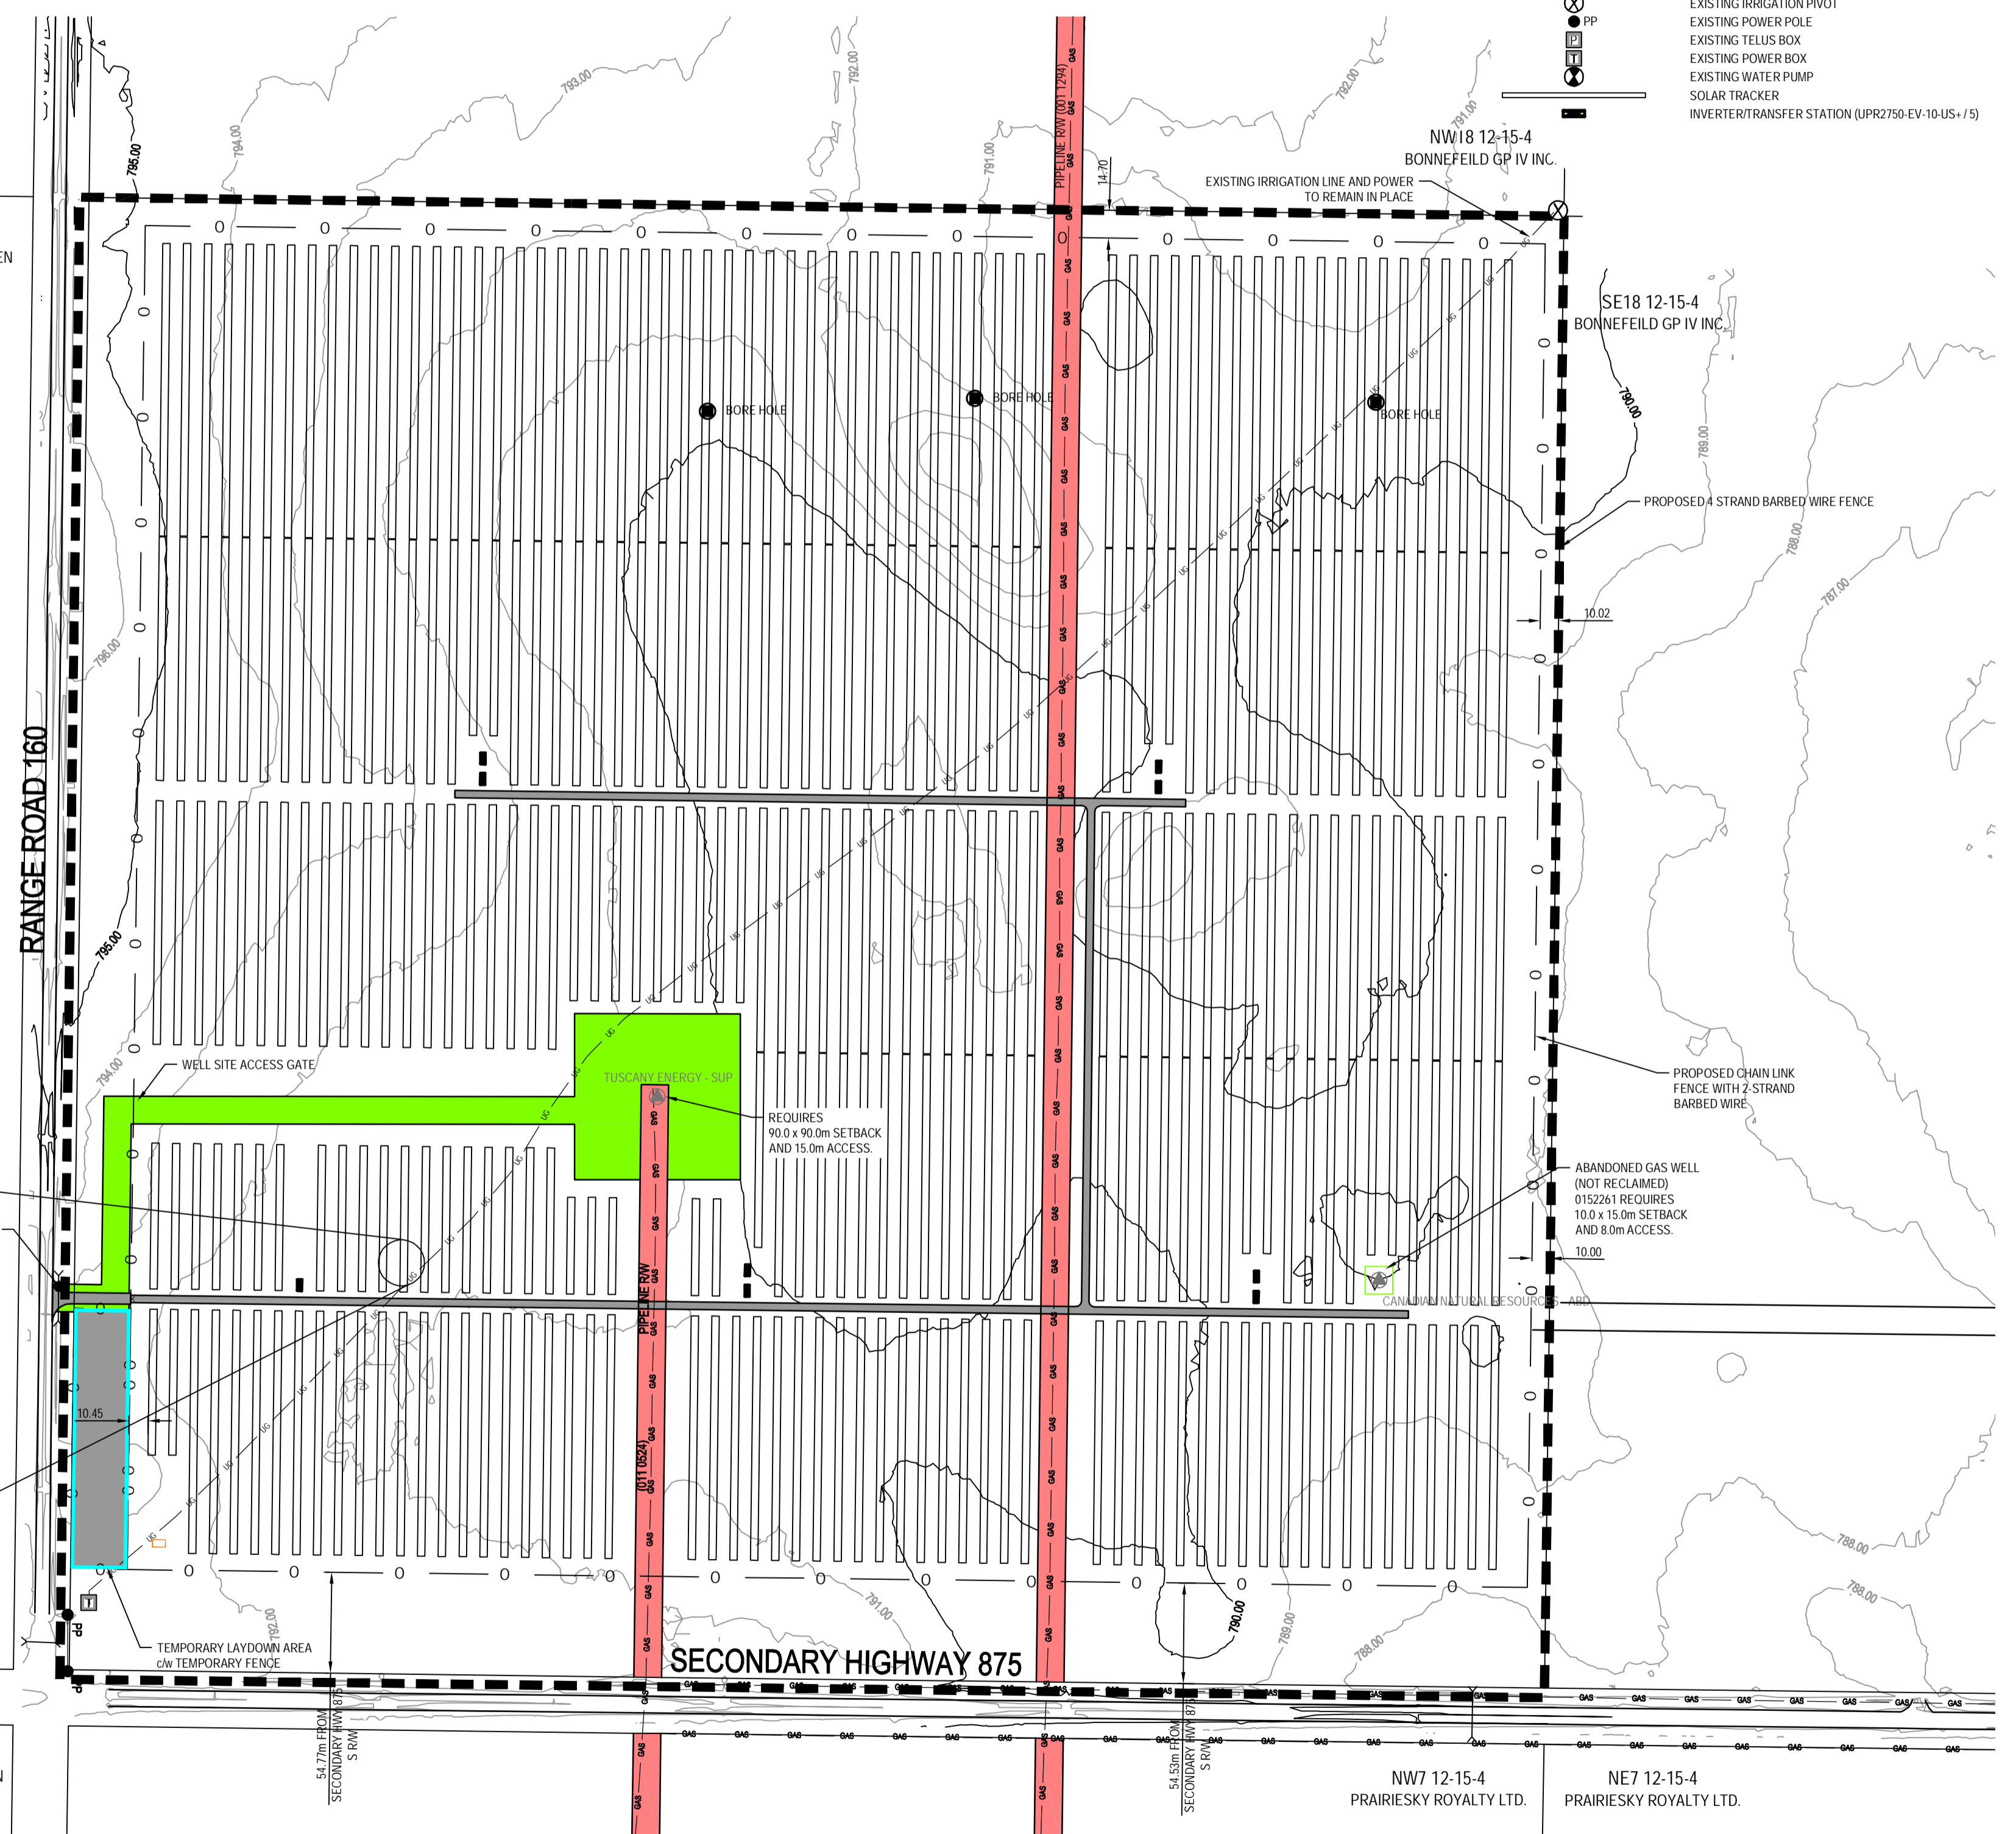 EXISTING IRRIGATION PIVOT
PP
EXISTING POWER POLE
P
EXISTING TELUS BOX
T
EXISTING POWER BOX
EXISTING WATER PUMP
SOLAR TRACKER
INVERTER/TRANSFER STATION (UPR2750-EV-10-US+ / 5)
NW18 12-15-4
BONNEFEILD GP IV INC.
EXISTING IRRIGATION LINE AND POWER
TO REMAIN IN PLACE
SE18 12-15-4
BONNEFEILD GP IV INC.
PIPELINE R/W (001 1294)
14.70
795.00
794.00
793.00
792.00
791.00
792.00
791.00
790.00
789.00
788.00
787.00
BORE HOLE
BORE HOLE
BORE HOLE
PROPOSED 4 STRAND BARBED WIRE FENCE
10.02
796.00
RANGE ROAD 160
795.00
794.00
WELL SITE ACCESS GATE
TUSCANY ENERGY - SUP
REQUIRES
90.0 x 90.0m SETBACK
AND 15.0m ACCESS.
PROPOSED CHAIN LINK
FENCE WITH 2-STRAND
BARBED WIRE
ABANDONED GAS WELL
(NOT RECLAIMED)
0152261 REQUIRES
10.0 x 15.0m SETBACK
AND 8.0m ACCESS.
10.00
CANADIAN NATURAL RESOURCES - ABD
PIPELINE R/W
(011 0524)
10.45
UG
GAS
T
PP
PP
TEMPORARY LAYDOWN AREA
c/w TEMPORARY FENCE
792.00
791.00
790.00
789.00
788.00
788.00
788.00
SECONDARY HIGHWAY 875
54.77m FROM
SECONDARY HWY 875
S R/W
54.53m FROM
SECONDARY HWY 875
S R/W
NW7 12-15-4
PRAIRIESKY ROYALTY LTD.
NE7 12-15-4
PRAIRIESKY ROYALTY LTD.